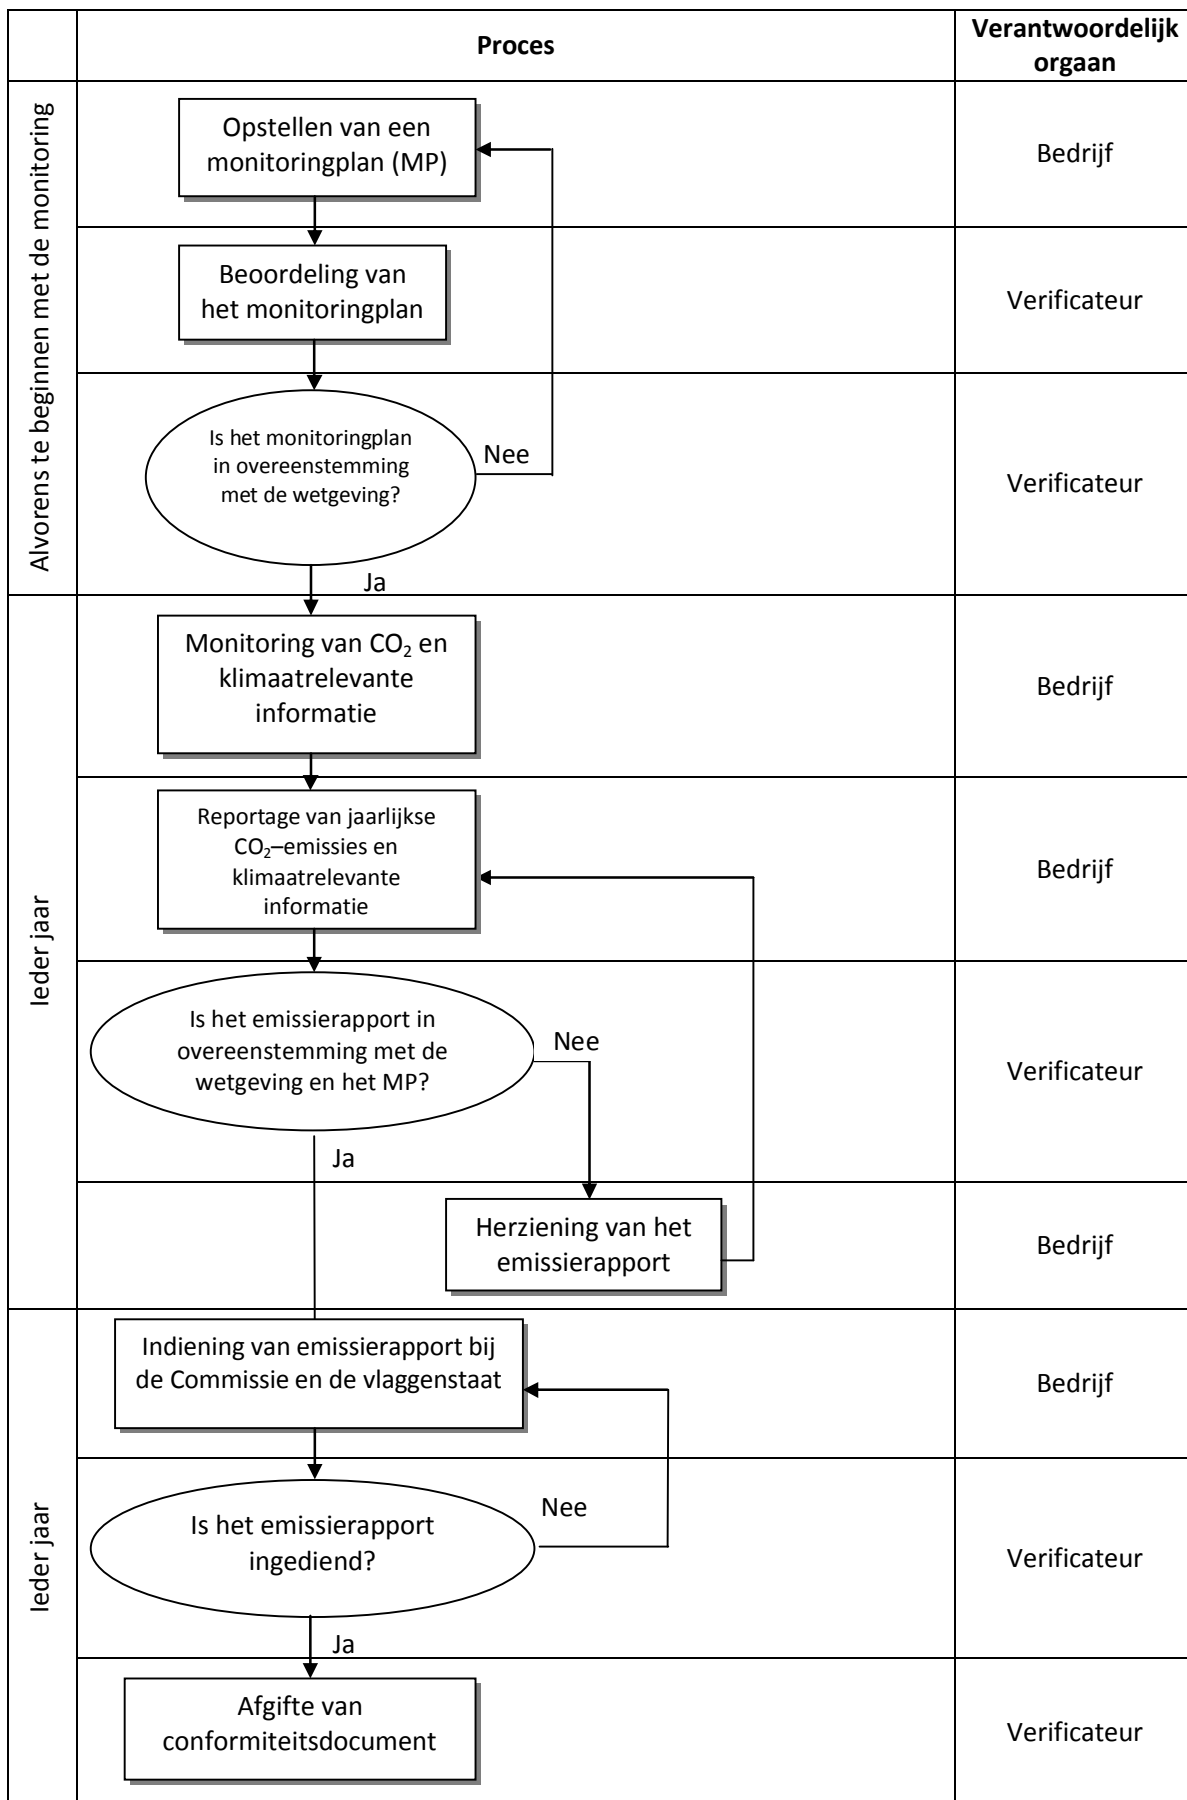 Proces
Verantwoordelijk
orgaan
Alvorens te beginnen met de monitoring
Opstellen van een
monitoringplan (MP)
Bedrijf
Beoordeling van
het monitoringplan
Verificateur
Is het monitoringplan
in overeenstemming
met de wetgeving?
Nee
Verificateur
Ja
Ieder jaar
Monitoring van CO₂ en
klimaatrelevante
informatie
Bedrijf
Reportage van jaarlijkse
CO₂–emissies en
klimaatrelevante
informatie
Bedrijf
Is het emissierapport in
overeenstemming met de
wetgeving en het MP?
Nee
Verificateur
Ja
Herziening van het
emissierapport
Bedrijf
Ieder jaar
Indiening van emissierapport bij
de Commissie en de vlaggenstaat
Bedrijf
Is het emissierapport
ingediend?
Nee
Verificateur
Ja
Afgifte van
conformiteitsdocument
Verificateur